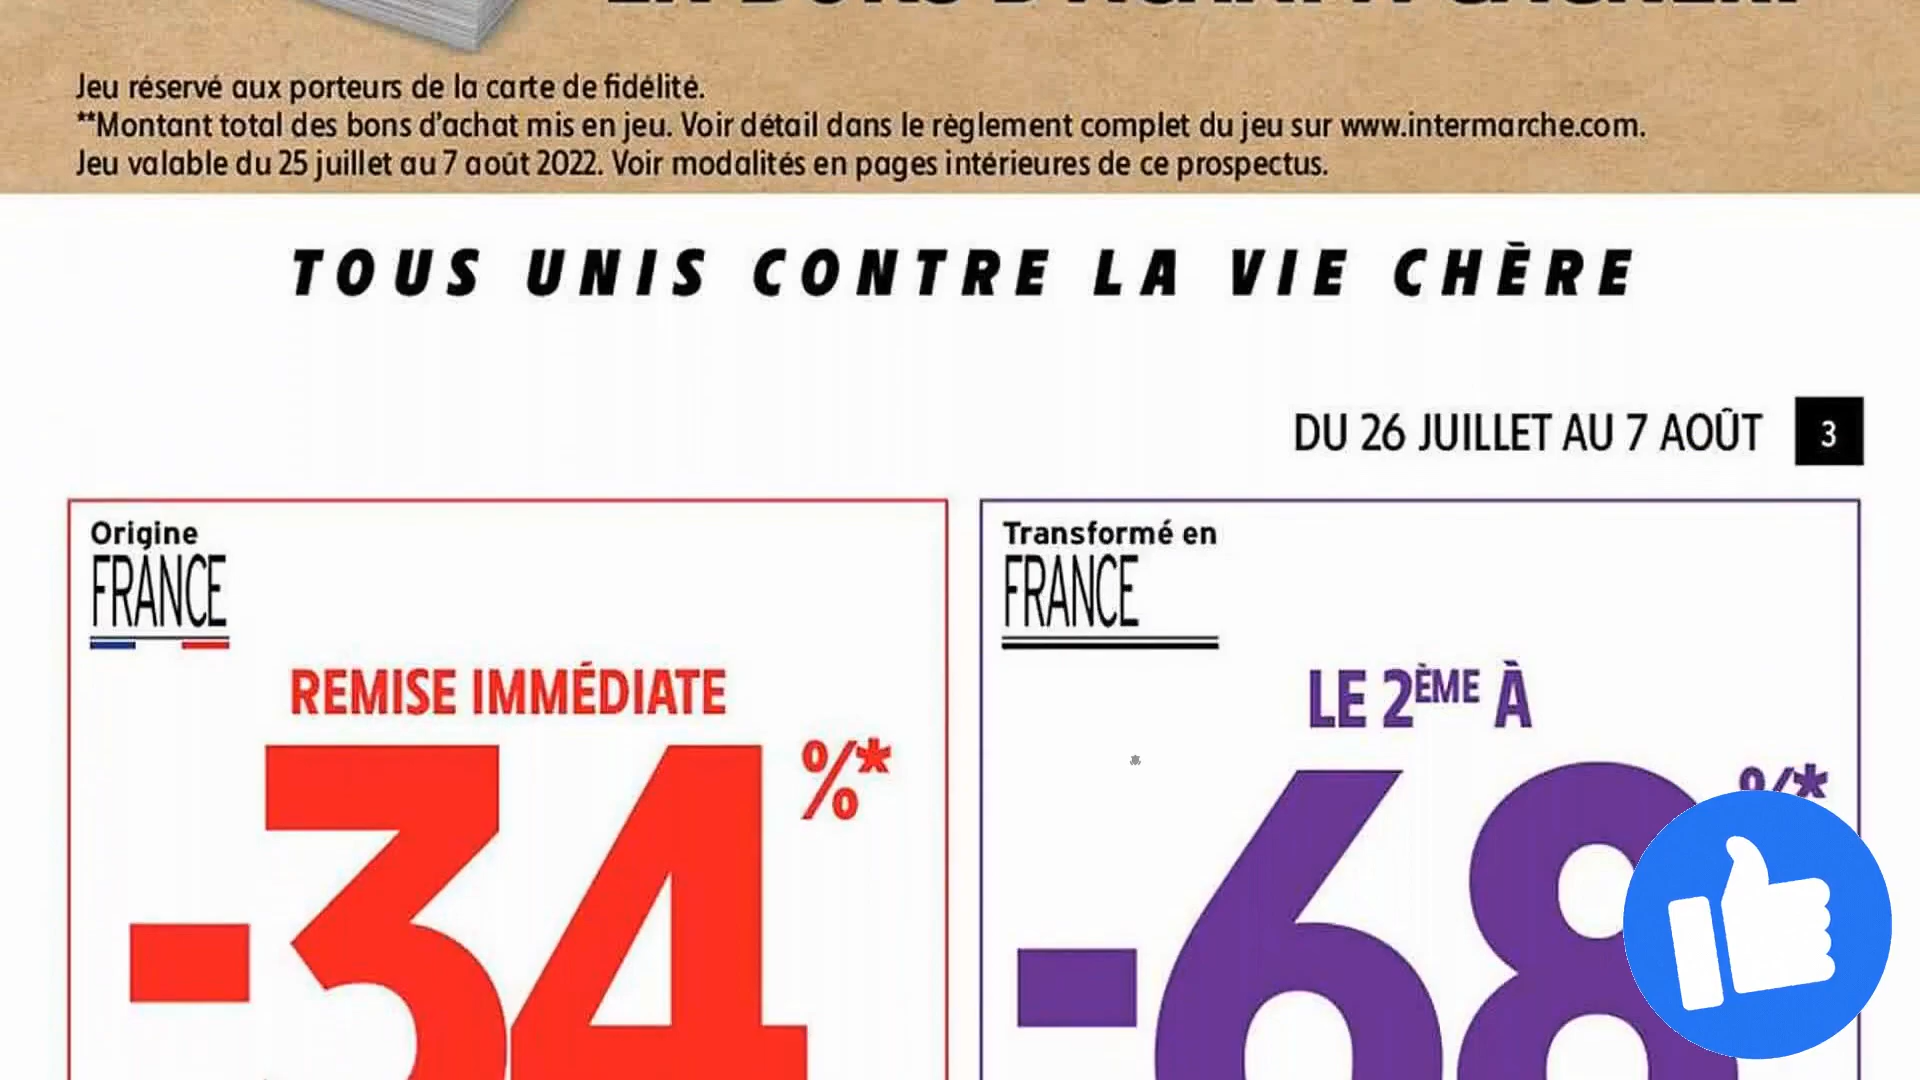 Jeu réservé aux porteurs de la carte de fidélité.
**Montant total des bons d'achat mis en jeu. Voir détail dans le règlement complet du jeu sur www.intermarche.com.
Jeu valable du 25 juillet au 7 août 2022. Voir modalités en pages intérieures de ce prospectus.
TOUS UNIS CONTRE LA VIE CHÈRE
DU 26 JUILLET AU 7 AOÛT 3
Origine
FRANCE
REMISE IMMÉDIATE
-34%*
Transformé en
FRANCE
LE 2ÈME À
-68%*